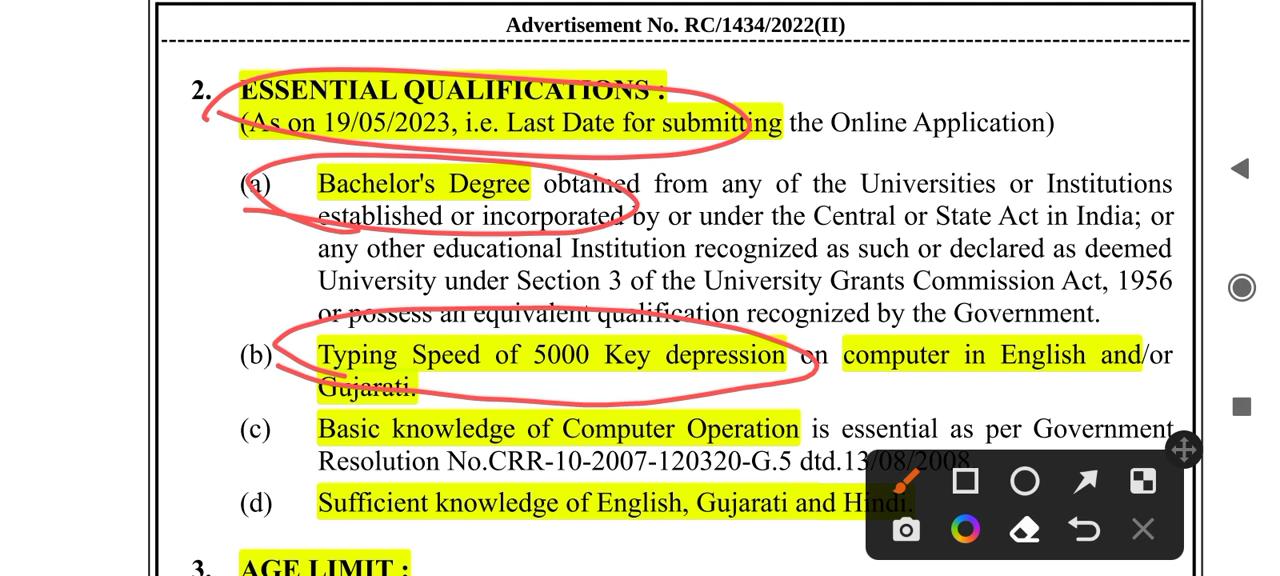 Advertisement No. RC/1434/2022(II)
2. ESSENTIAL QUALIFICATIONS :
(As on 19/05/2023, i.e. Last Date for submitting the Online Application)
(a) Bachelor's Degree obtained from any of the Universities or Institutions
established or incorporated by or under the Central or State Act in India; or
any other educational Institution recognized as such or declared as deemed
University under Section 3 of the University Grants Commission Act, 1956
or possess an equivalent qualification recognized by the Government.
(b) Typing Speed of 5000 Key depression on computer in English and/or
Gujarati.
(c) Basic knowledge of Computer Operation is essential as per Government
Resolution No.CRR-10-2007-120320-G.5 dtd.13/08/2008
(d) Sufficient knowledge of English, Gujarati and Hindi.
3. AGE LIMIT :